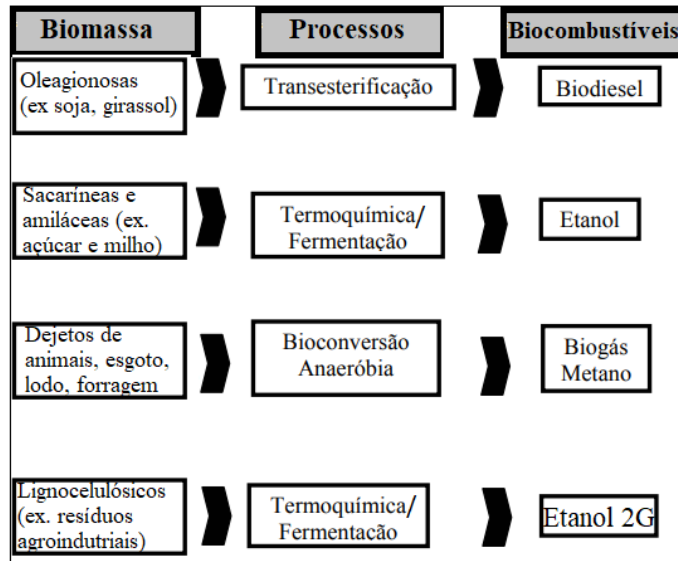 Biomassa
Processos
Biocombustíveis
Oleagionosas
(ex soja, girassol)
Transesterificação
Biodiesel
Sacaríneas e
amiláceas (ex.
açúcar e milho)
Termoquímica/
Fermentação
Etanol
Dejetos de
animais, esgoto,
lodo, forragem
Bioconversão
Anaeróbia
Biogás
Metano
Lignocelulósicos
(ex. resíduos
agroindutriais)
Termoquímica/
Fermentacão
Etanol 2G